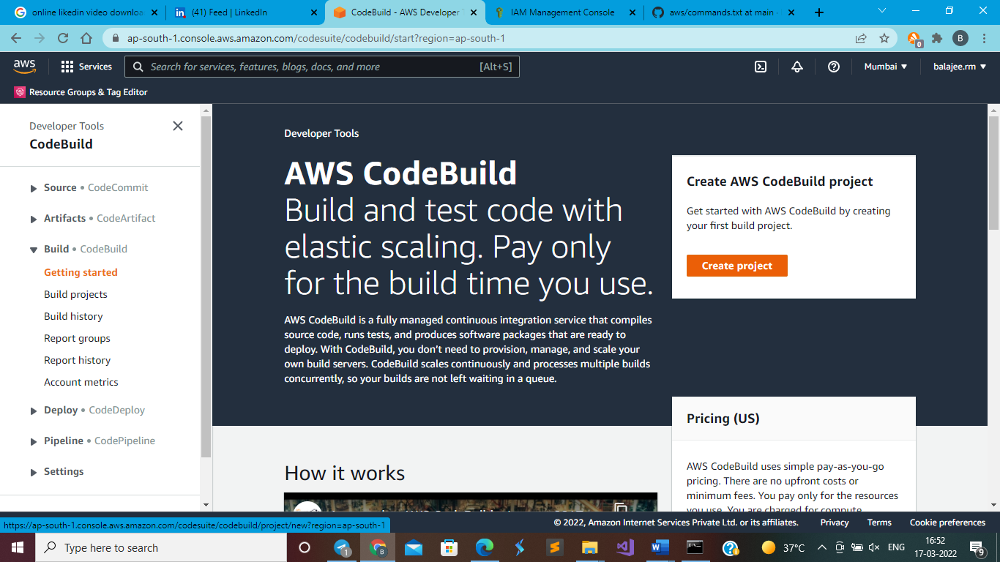 online likedin video downloa
(41) Feed | LinkedIn
CodeBuild - AWS Developer T
IAM Management Console
aws/commands.txt at main ·
ap-south-1.console.aws.amazon.com/codesuite/codebuild/start?region=ap-south-1
0
B
aws
Services
Search for services, features, blogs, docs, and more
[Alt+S]
Mumbai
balajee.rm
Resource Groups & Tag Editor
Developer Tools
CodeBuild
Source • CodeCommit
Artifacts • CodeArtifact
Build • CodeBuild
Getting started
Build projects
Build history
Report groups
Report history
Account metrics
Deploy • CodeDeploy
Pipeline • CodePipeline
Settings
Developer Tools
AWS CodeBuild
Build and test code with
elastic scaling. Pay only
for the build time you use.
AWS CodeBuild is a fully managed continuous integration service that compiles
source code, runs tests, and produces software packages that are ready to
deploy. With CodeBuild, you don't need to provision, manage, and scale your
own build servers. CodeBuild scales continuously and processes multiple builds
concurrently, so your builds are not left waiting in a queue.
Create AWS CodeBuild project
Get started with AWS CodeBuild by creating
your first build project.
Create project
Pricing (US)
AWS CodeBuild uses simple pay-as-you-go
pricing. There are no upfront costs or
minimum fees. You pay only for the resources
you use. You are charged for compute
How it works
https://ap-south-1.console.aws.amazon.com/codesuite/codebuild/project/new?region=ap-south-1
© 2022, Amazon Internet Services Private Ltd. or its affiliates.
Privacy
Terms
Cookie preferences
Type here to search
1
B
37°C
ENG
16:52
17-03-2022
9